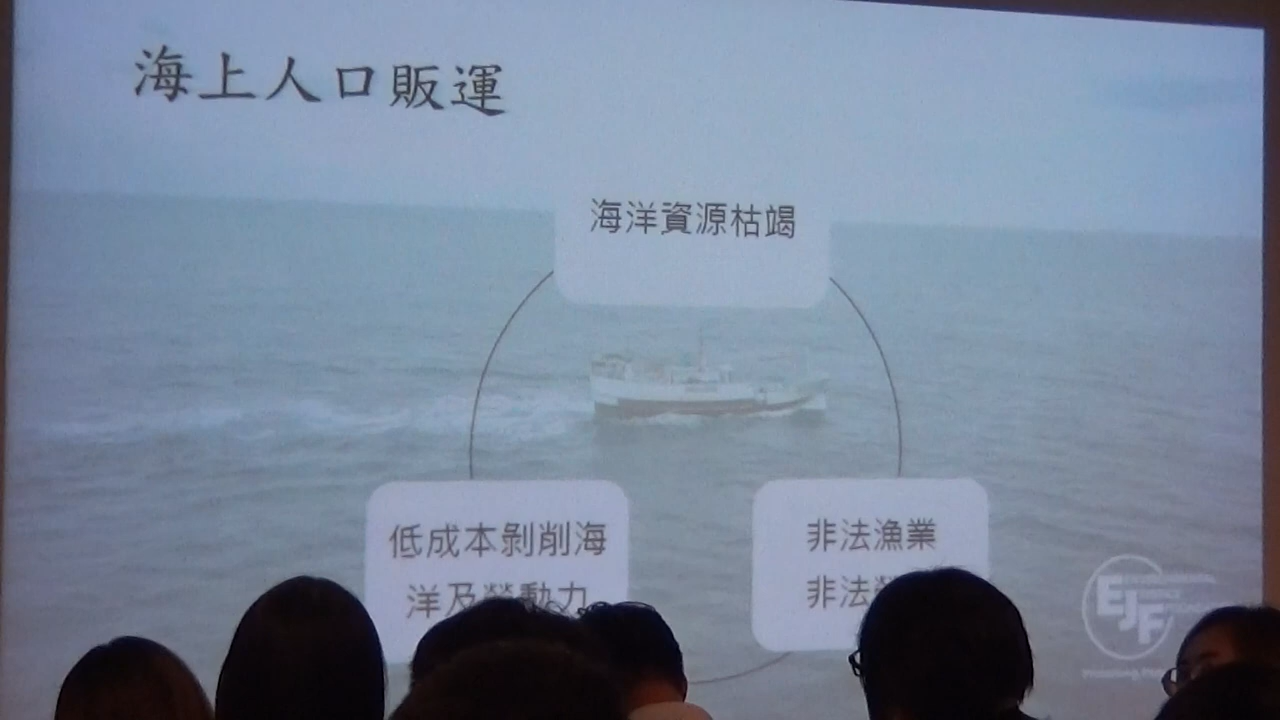 海上人口販運
海洋資源枯竭
低成本剝削海
洋及勞動力
非法漁業
非法
EJF